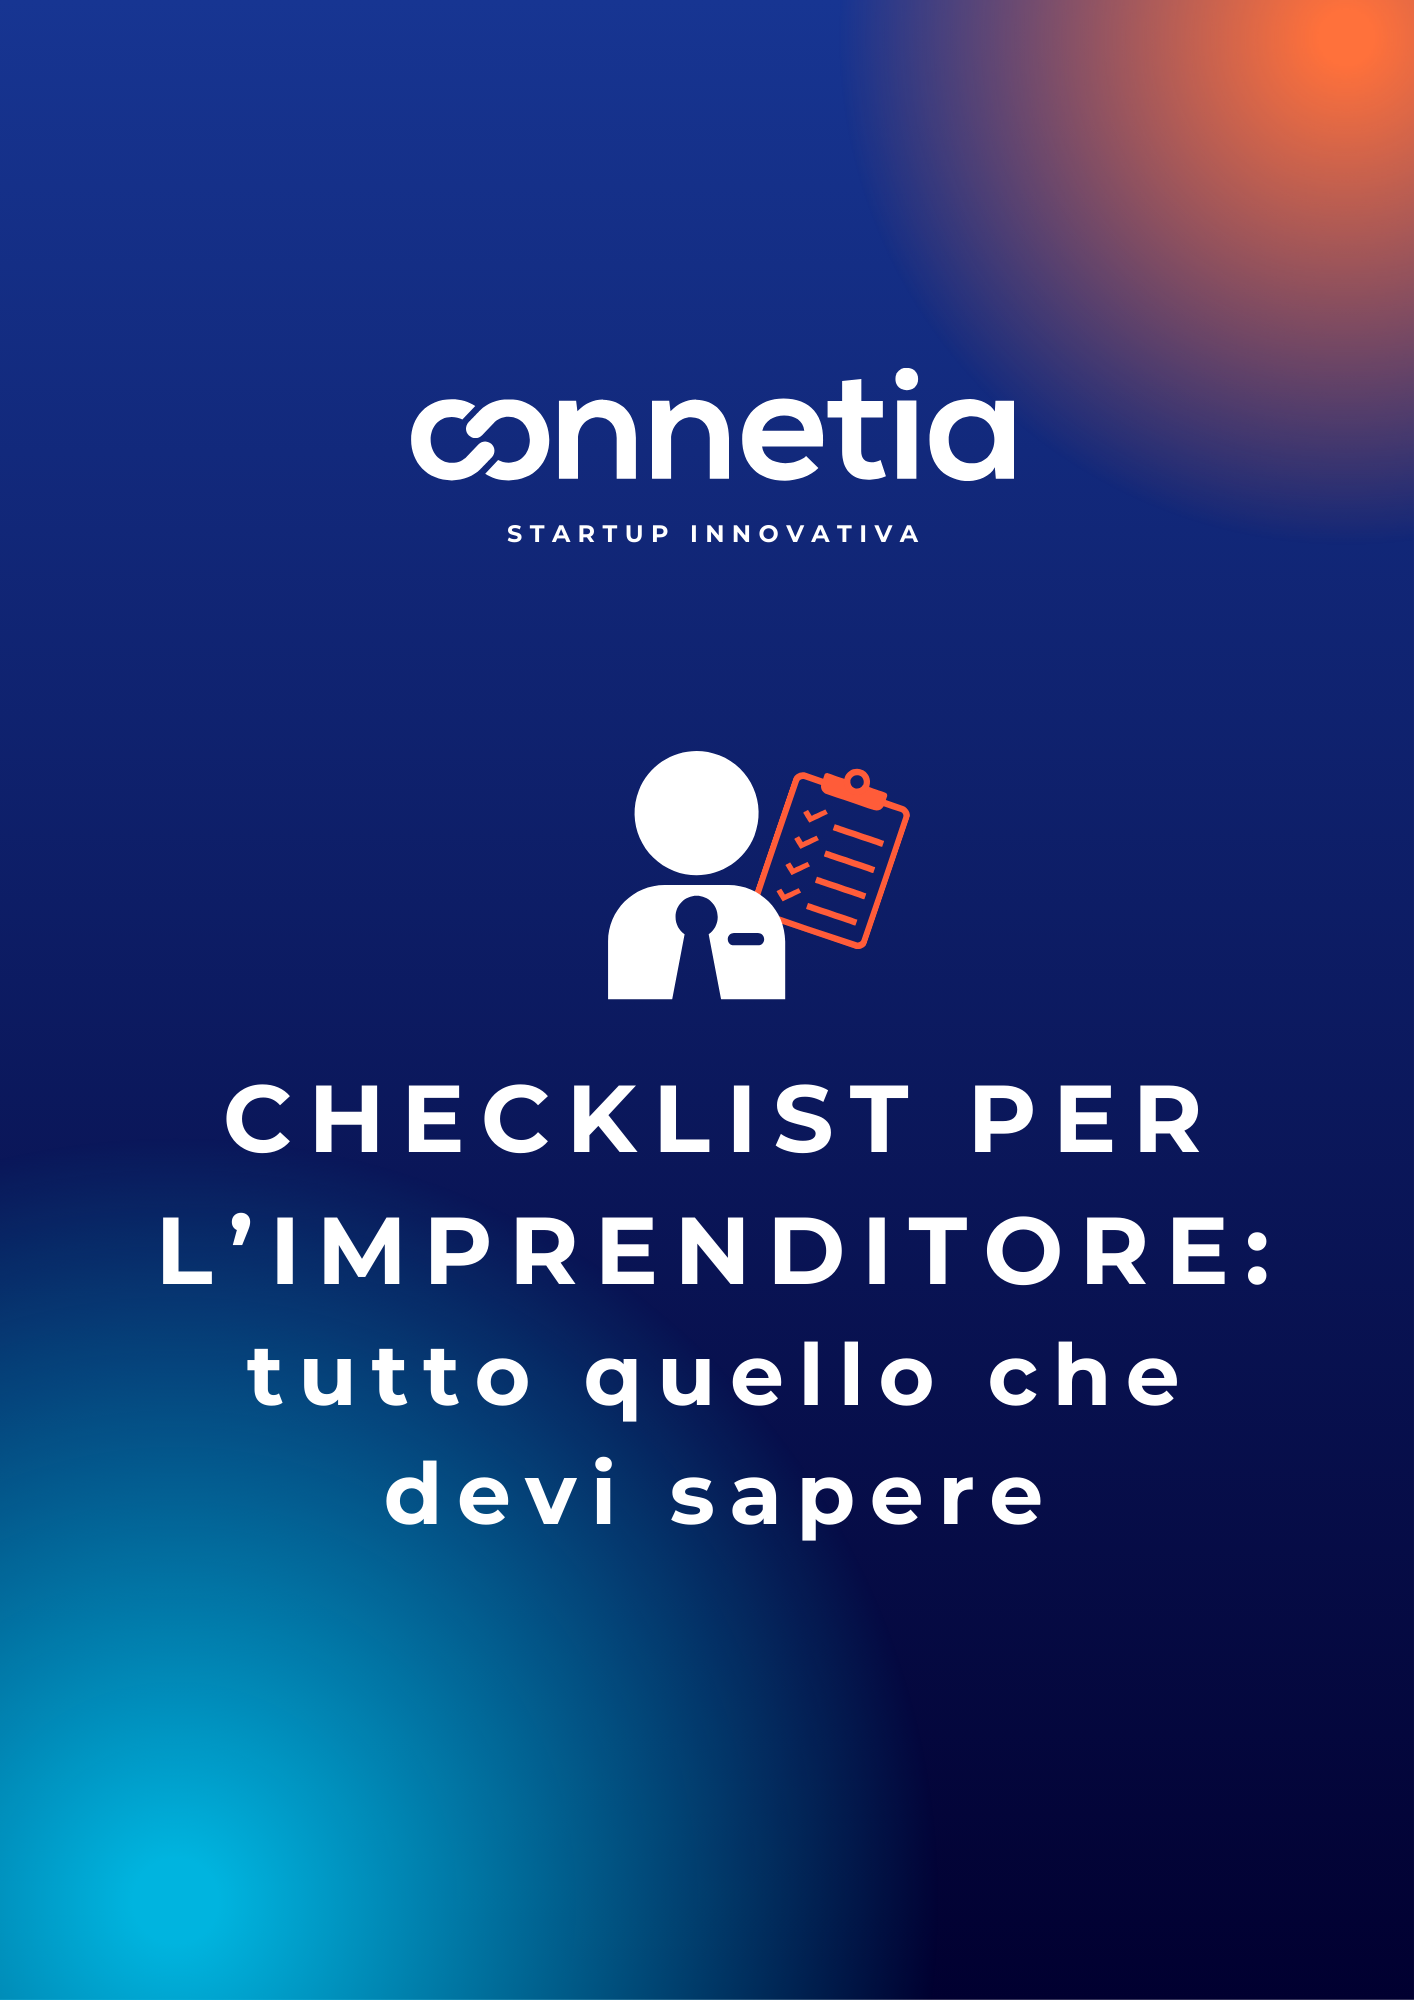 connetia
STARTUP INNOVATIVA
CHECKLIST PER
L’IMPRENDITORE:
tutto quello che
devi sapere